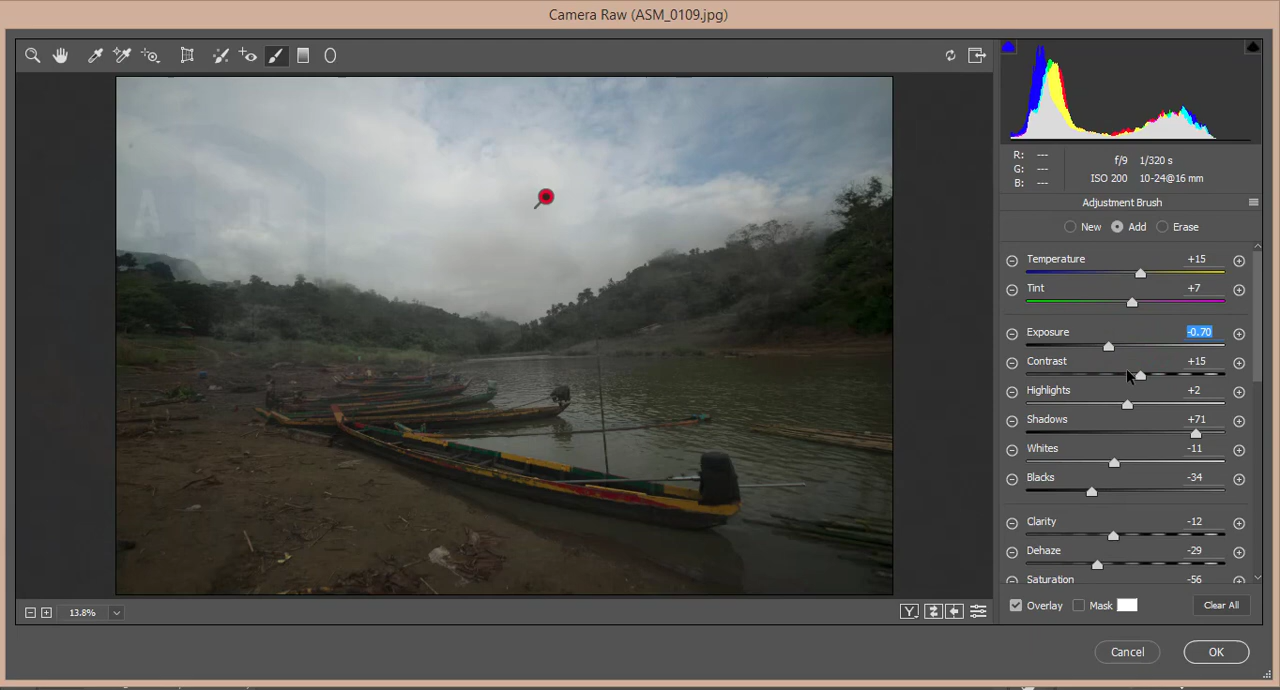 Camera Raw (ASM_0109.jpg)
R: ---
G: ---
B: ---
f/9 1/320 s
ISO 200 10-24@16 mm
Adjustment Brush
New Add Erase
Temperature +15
Tint +7
Exposure -0.70
Contrast +15
Highlights +2
Shadows +71
Whites -11
Blacks -34
Clarity -12
Dehaze -29
Saturation -56
Overlay Mask Clear All
13.8% Y
Cancel OK